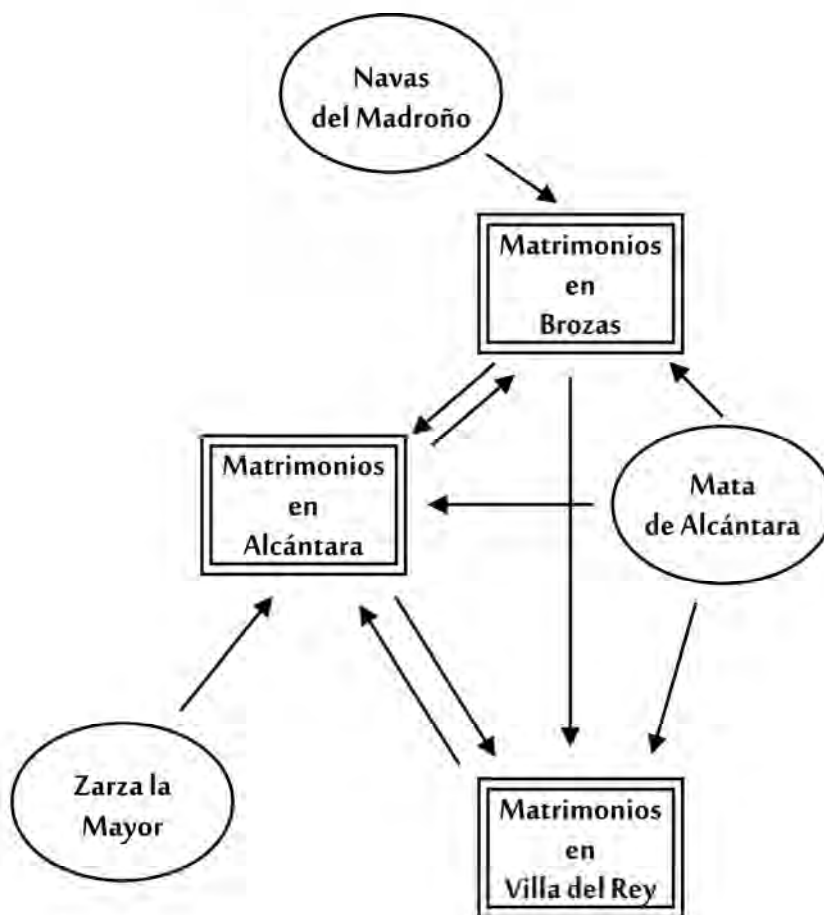 Navas
del Madroño
Matrimonios
en
Brozas
Matrimonios
en
Alcántara
Mata
de Alcántara
Zarza la
Mayor
Matrimonios
en
Villa del Rey